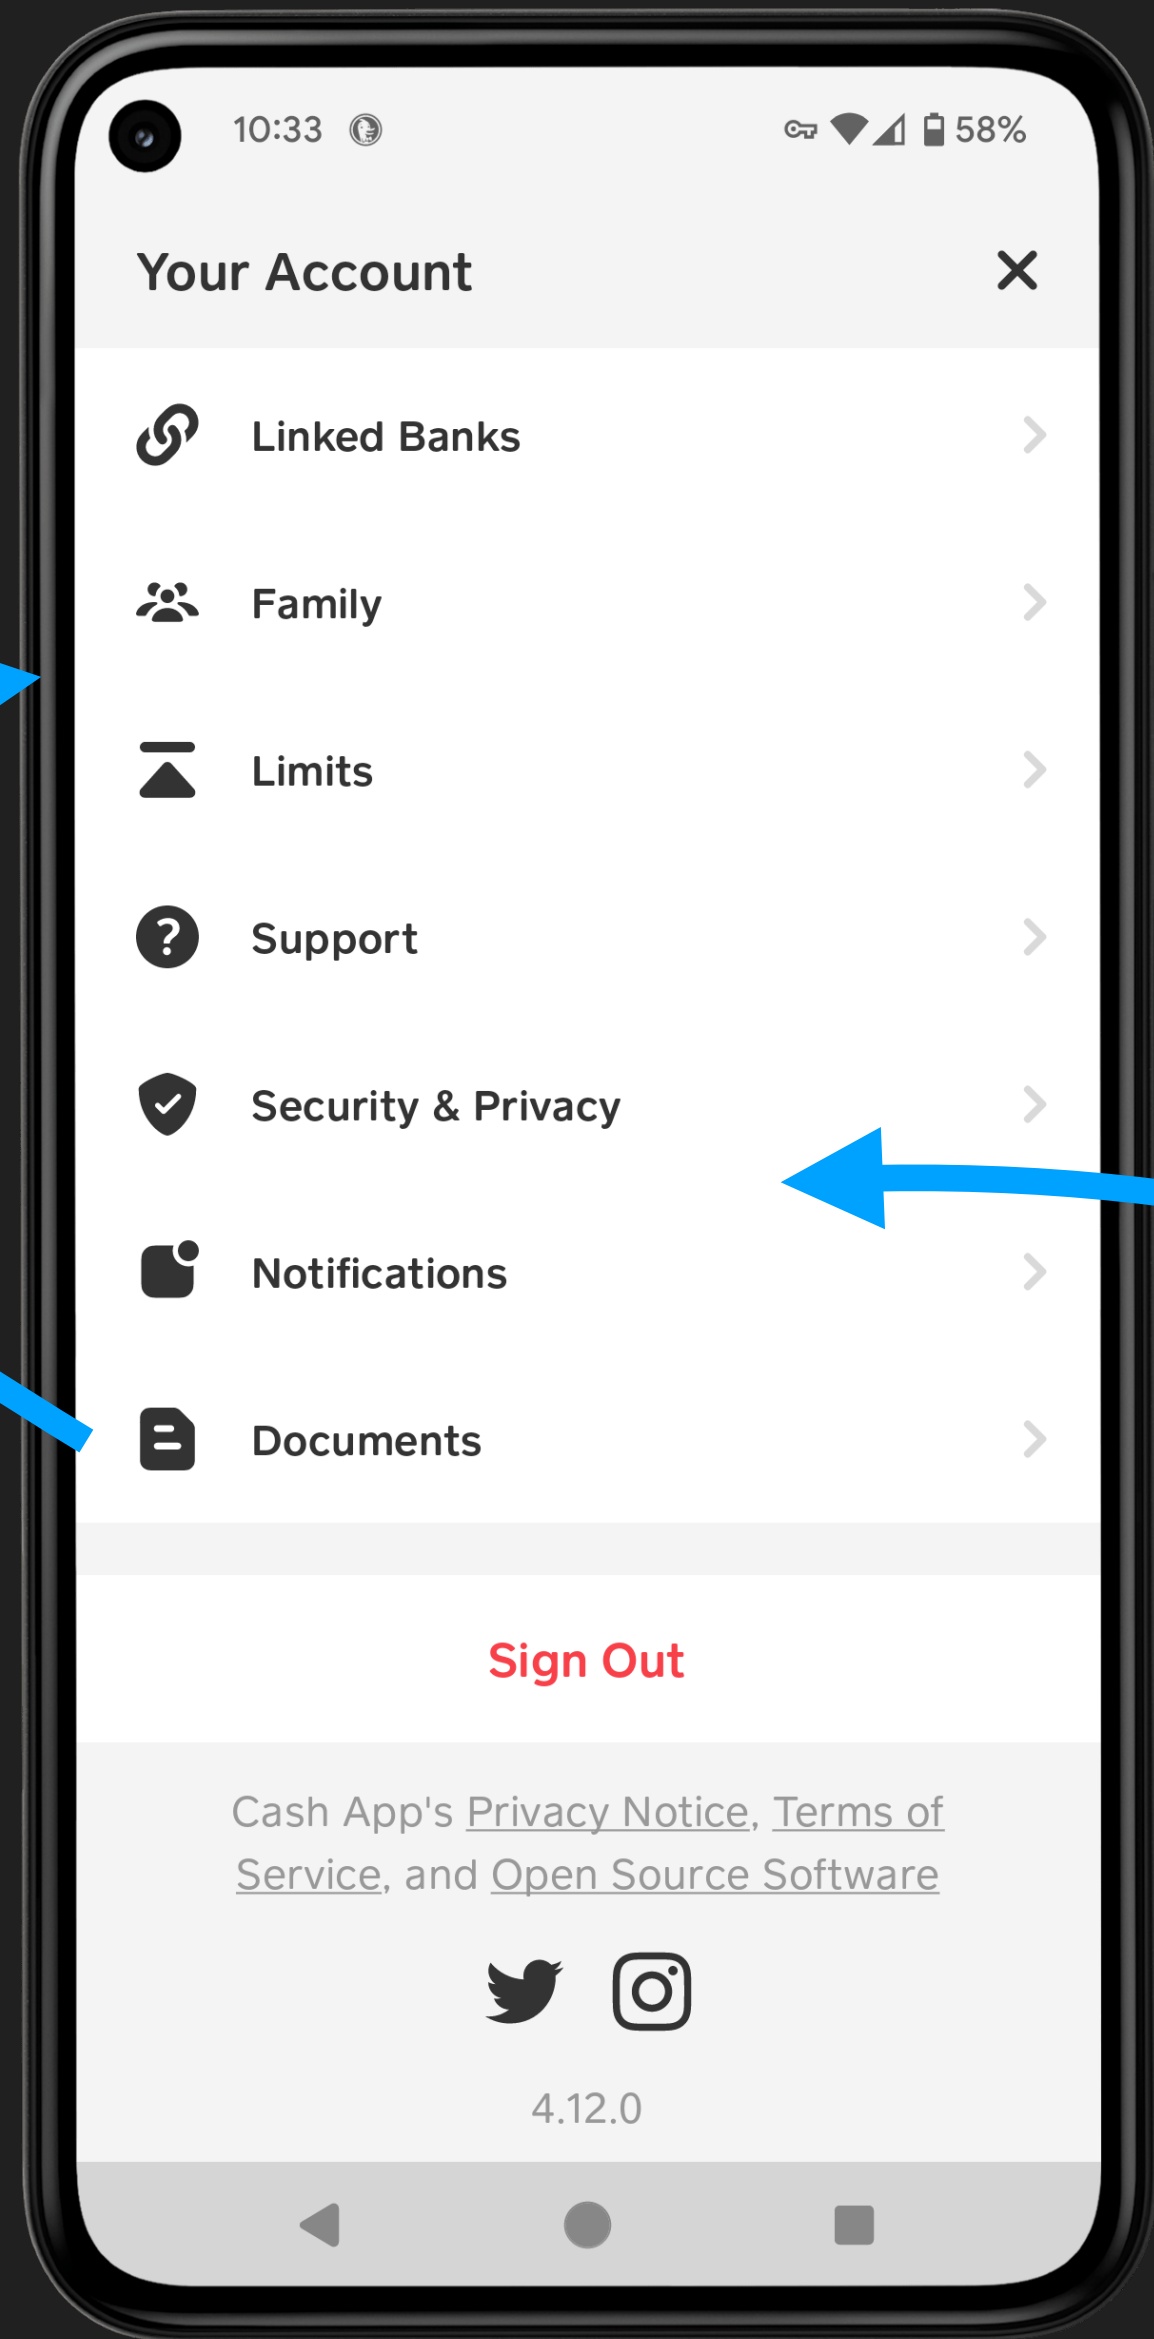 10:33
58%
Your Account
Linked Banks
Family
Limits
Support
Security & Privacy
Notifications
Documents
Sign Out
Cash App's Privacy Notice, Terms of
Service, and Open Source Software
4.12.0